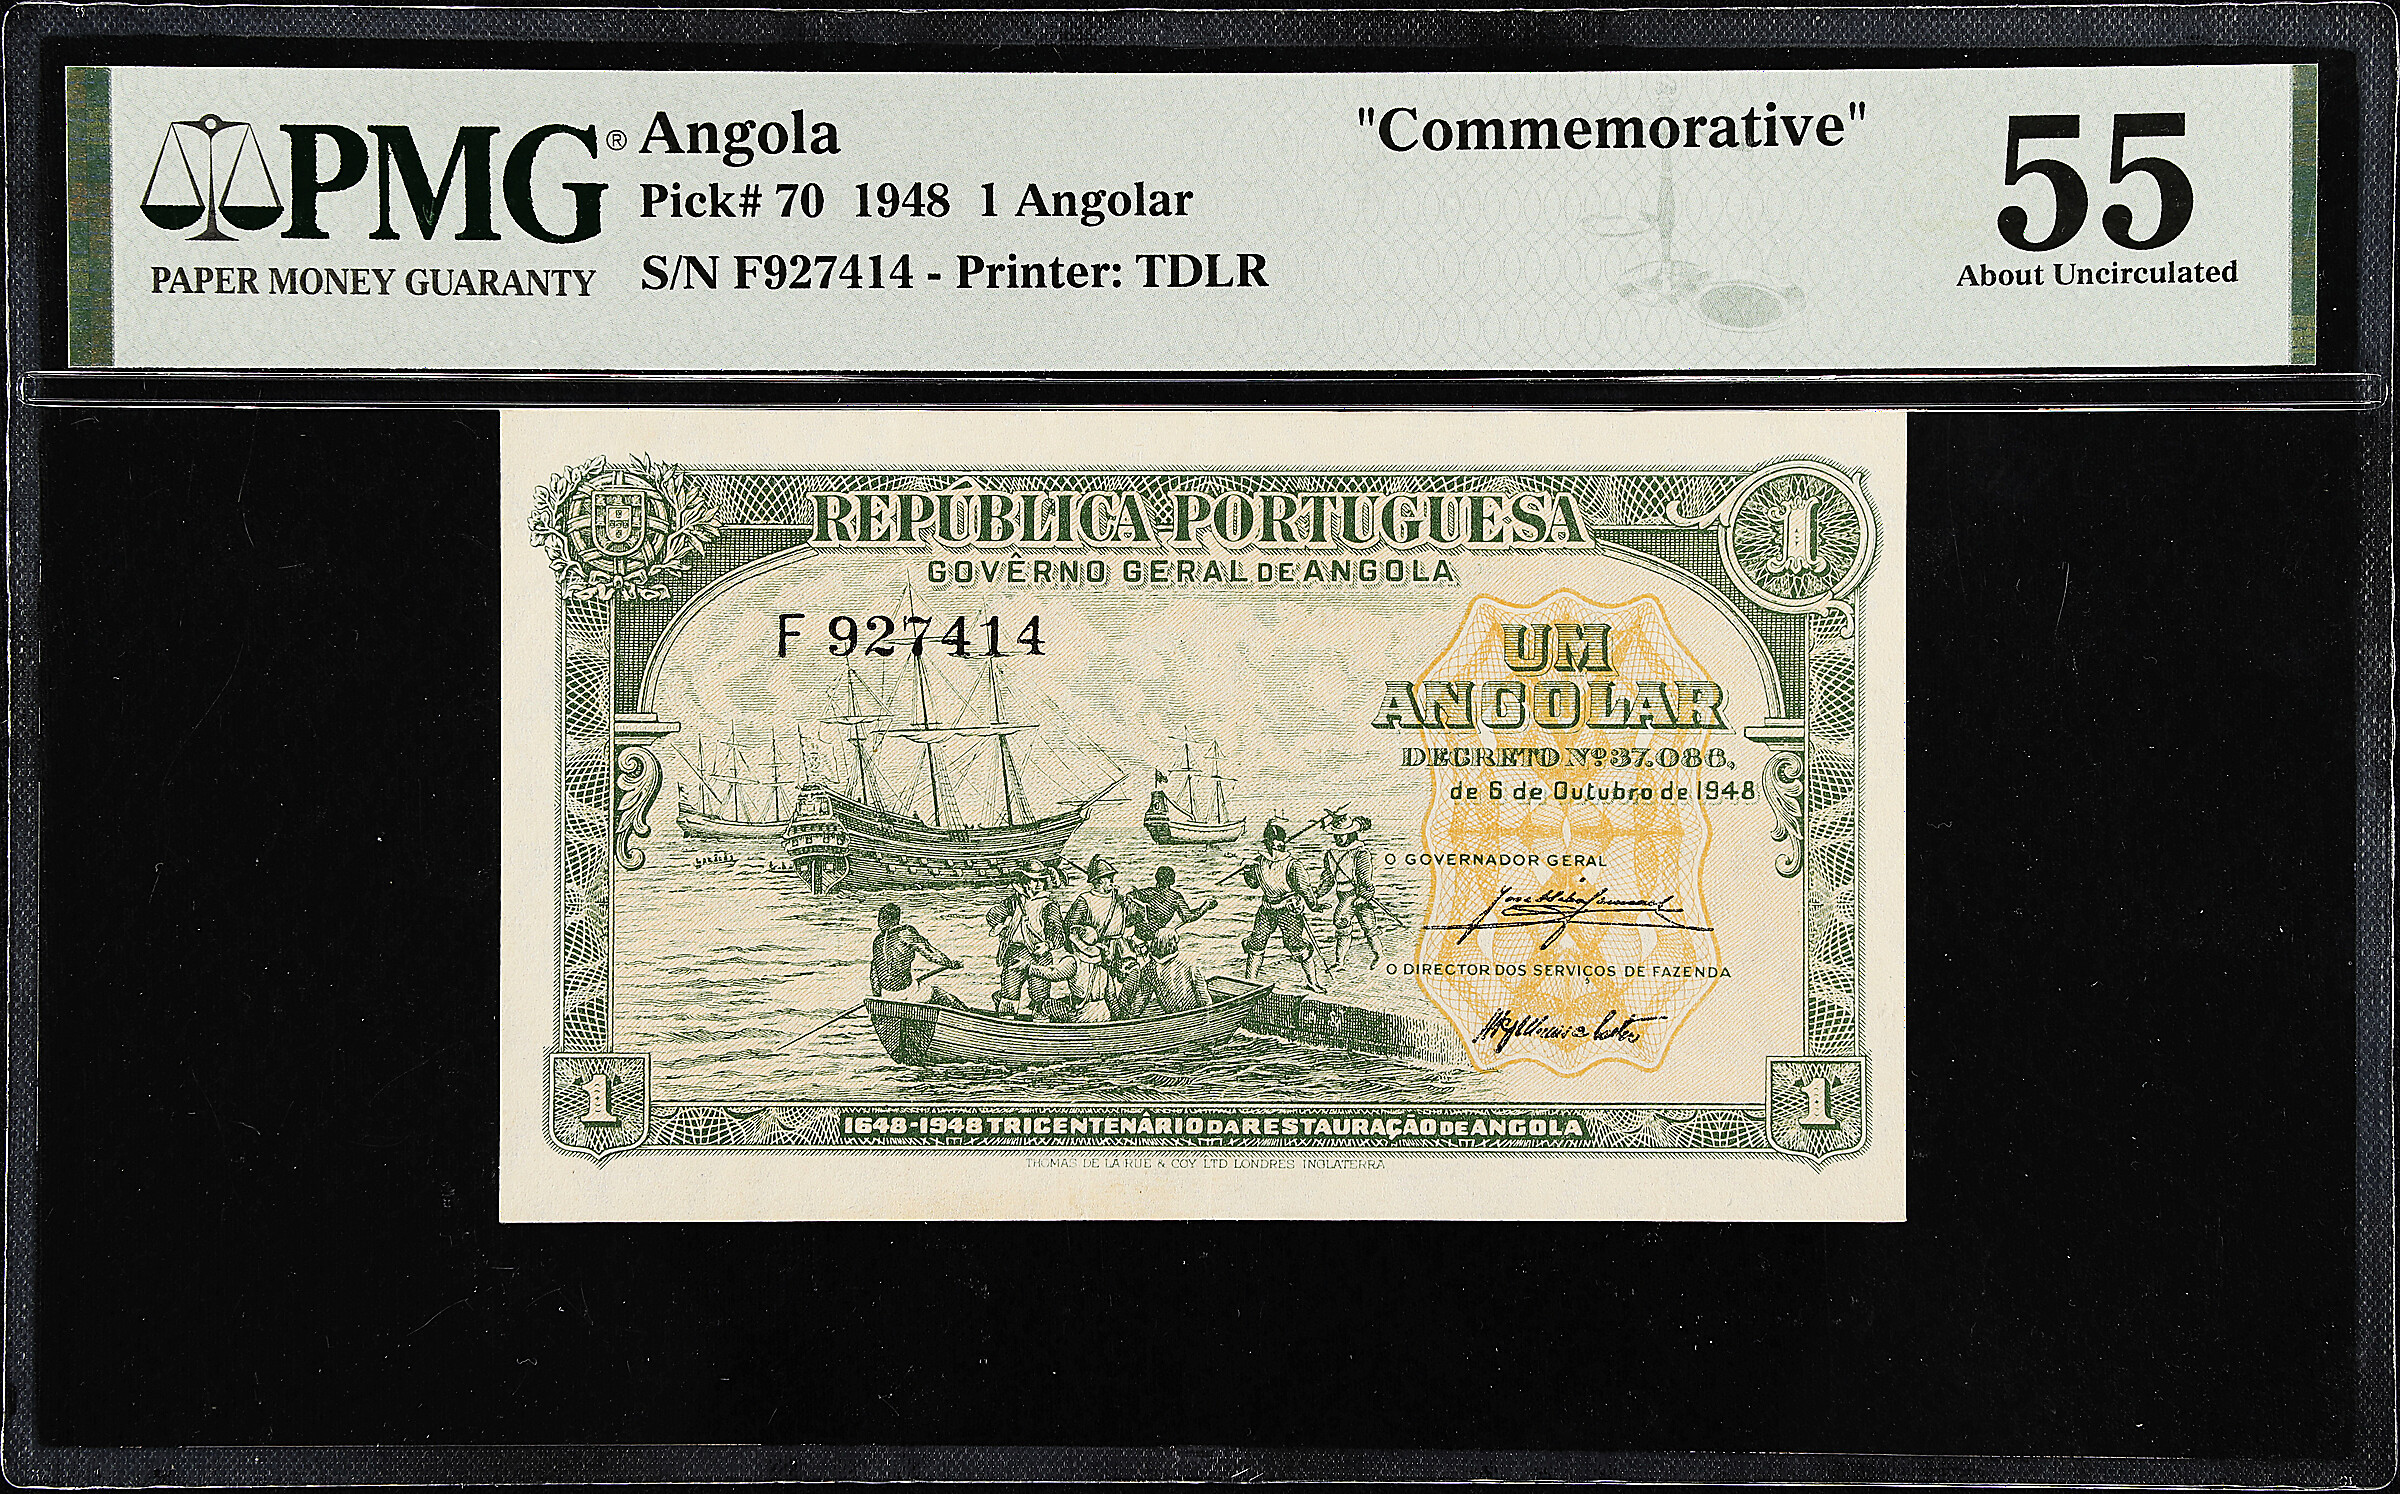 PMG®
PAPER MONEY GUARANTY
Angola
Pick# 70 1948 1 Angolar
S/N F927414 - Printer: TDLR
"Commemorative"
55
About Uncirculated
REPÚBLICA PORTUGUESA
1
GOVÊRNO GERAL DE ANGOLA
F 927414
UM
ANGOLAR
DECRETO Nº 37.086,
de 6 de Outubro de 1948
O GOVERNADOR GERAL
O DIRECTOR DOS SERVIÇOS DE FAZENDA
1
1
1648-1948 TRICENTENÁRIO DA RESTAURAÇÃO DE ANGOLA
THOMAS DE LA RUE & COY LTD LONDRES INGLATERRA